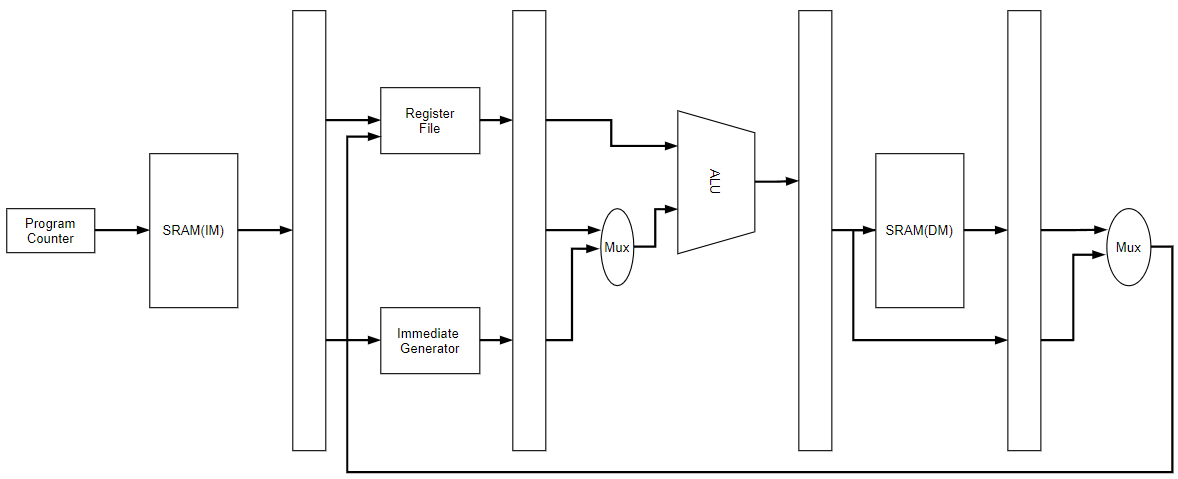 Program
Counter
SRAM(IM)
Register
File
Immediate
Generator
Mux
ALU
SRAM(DM)
Mux